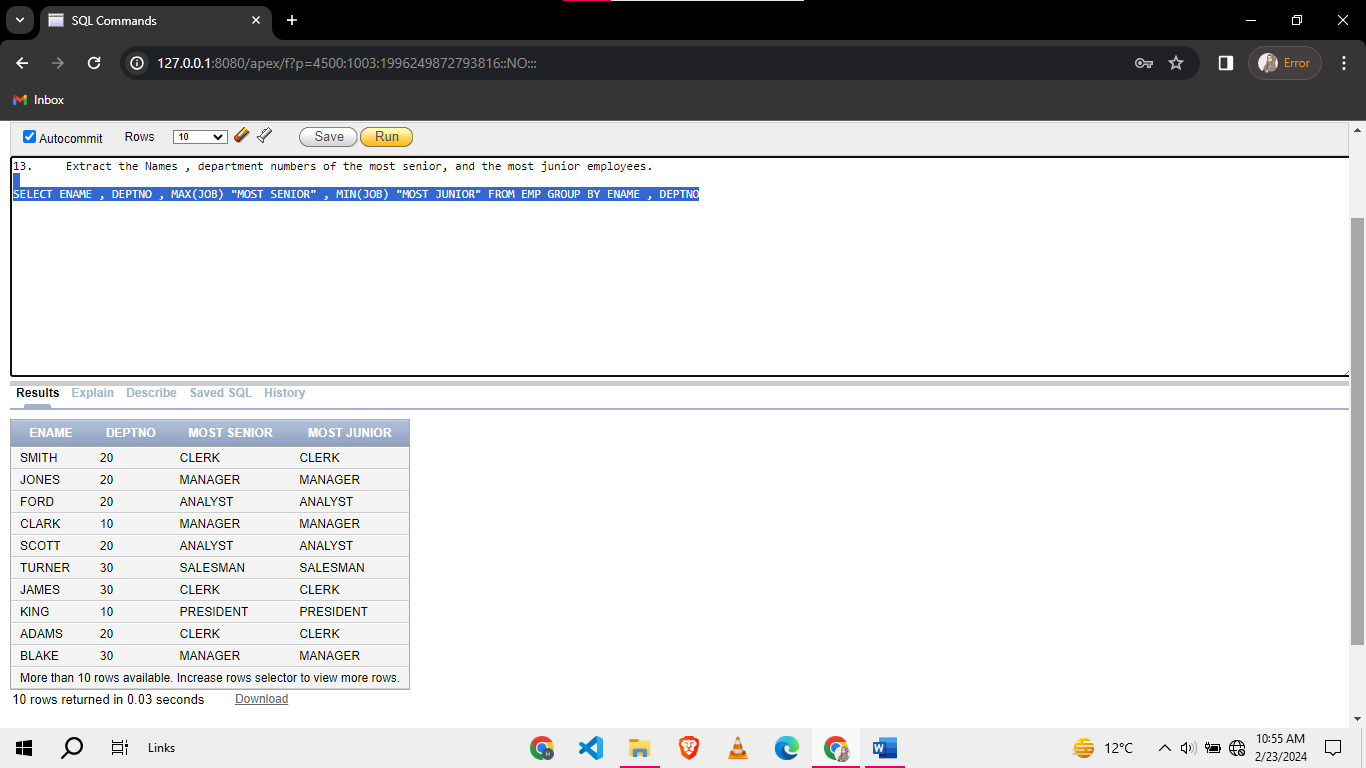 SQL Commands
127.0.0.1:8080/apex/f?p=4500:1003:1996249872793816::NO:::
Error
Inbox
Autocommit Rows 10 Save Run
13. Extract the Names , department numbers of the most senior, and the most junior employees.
SELECT ENAME , DEPTNO , MAX(JOB) "MOST SENIOR" , MIN(JOB) "MOST JUNIOR" FROM EMP GROUP BY ENAME , DEPTNO
Results Explain Describe Saved SQL History
ENAME DEPTNO MOST SENIOR MOST JUNIOR
SMITH 20 CLERK CLERK
JONES 20 MANAGER MANAGER
FORD 20 ANALYST ANALYST
CLARK 10 MANAGER MANAGER
SCOTT 20 ANALYST ANALYST
TURNER 30 SALESMAN SALESMAN
JAMES 30 CLERK CLERK
KING 10 PRESIDENT PRESIDENT
ADAMS 20 CLERK CLERK
BLAKE 30 MANAGER MANAGER
More than 10 rows available. Increase rows selector to view more rows.
10 rows returned in 0.03 seconds Download
Links
12°C
10:55 AM
2/23/2024